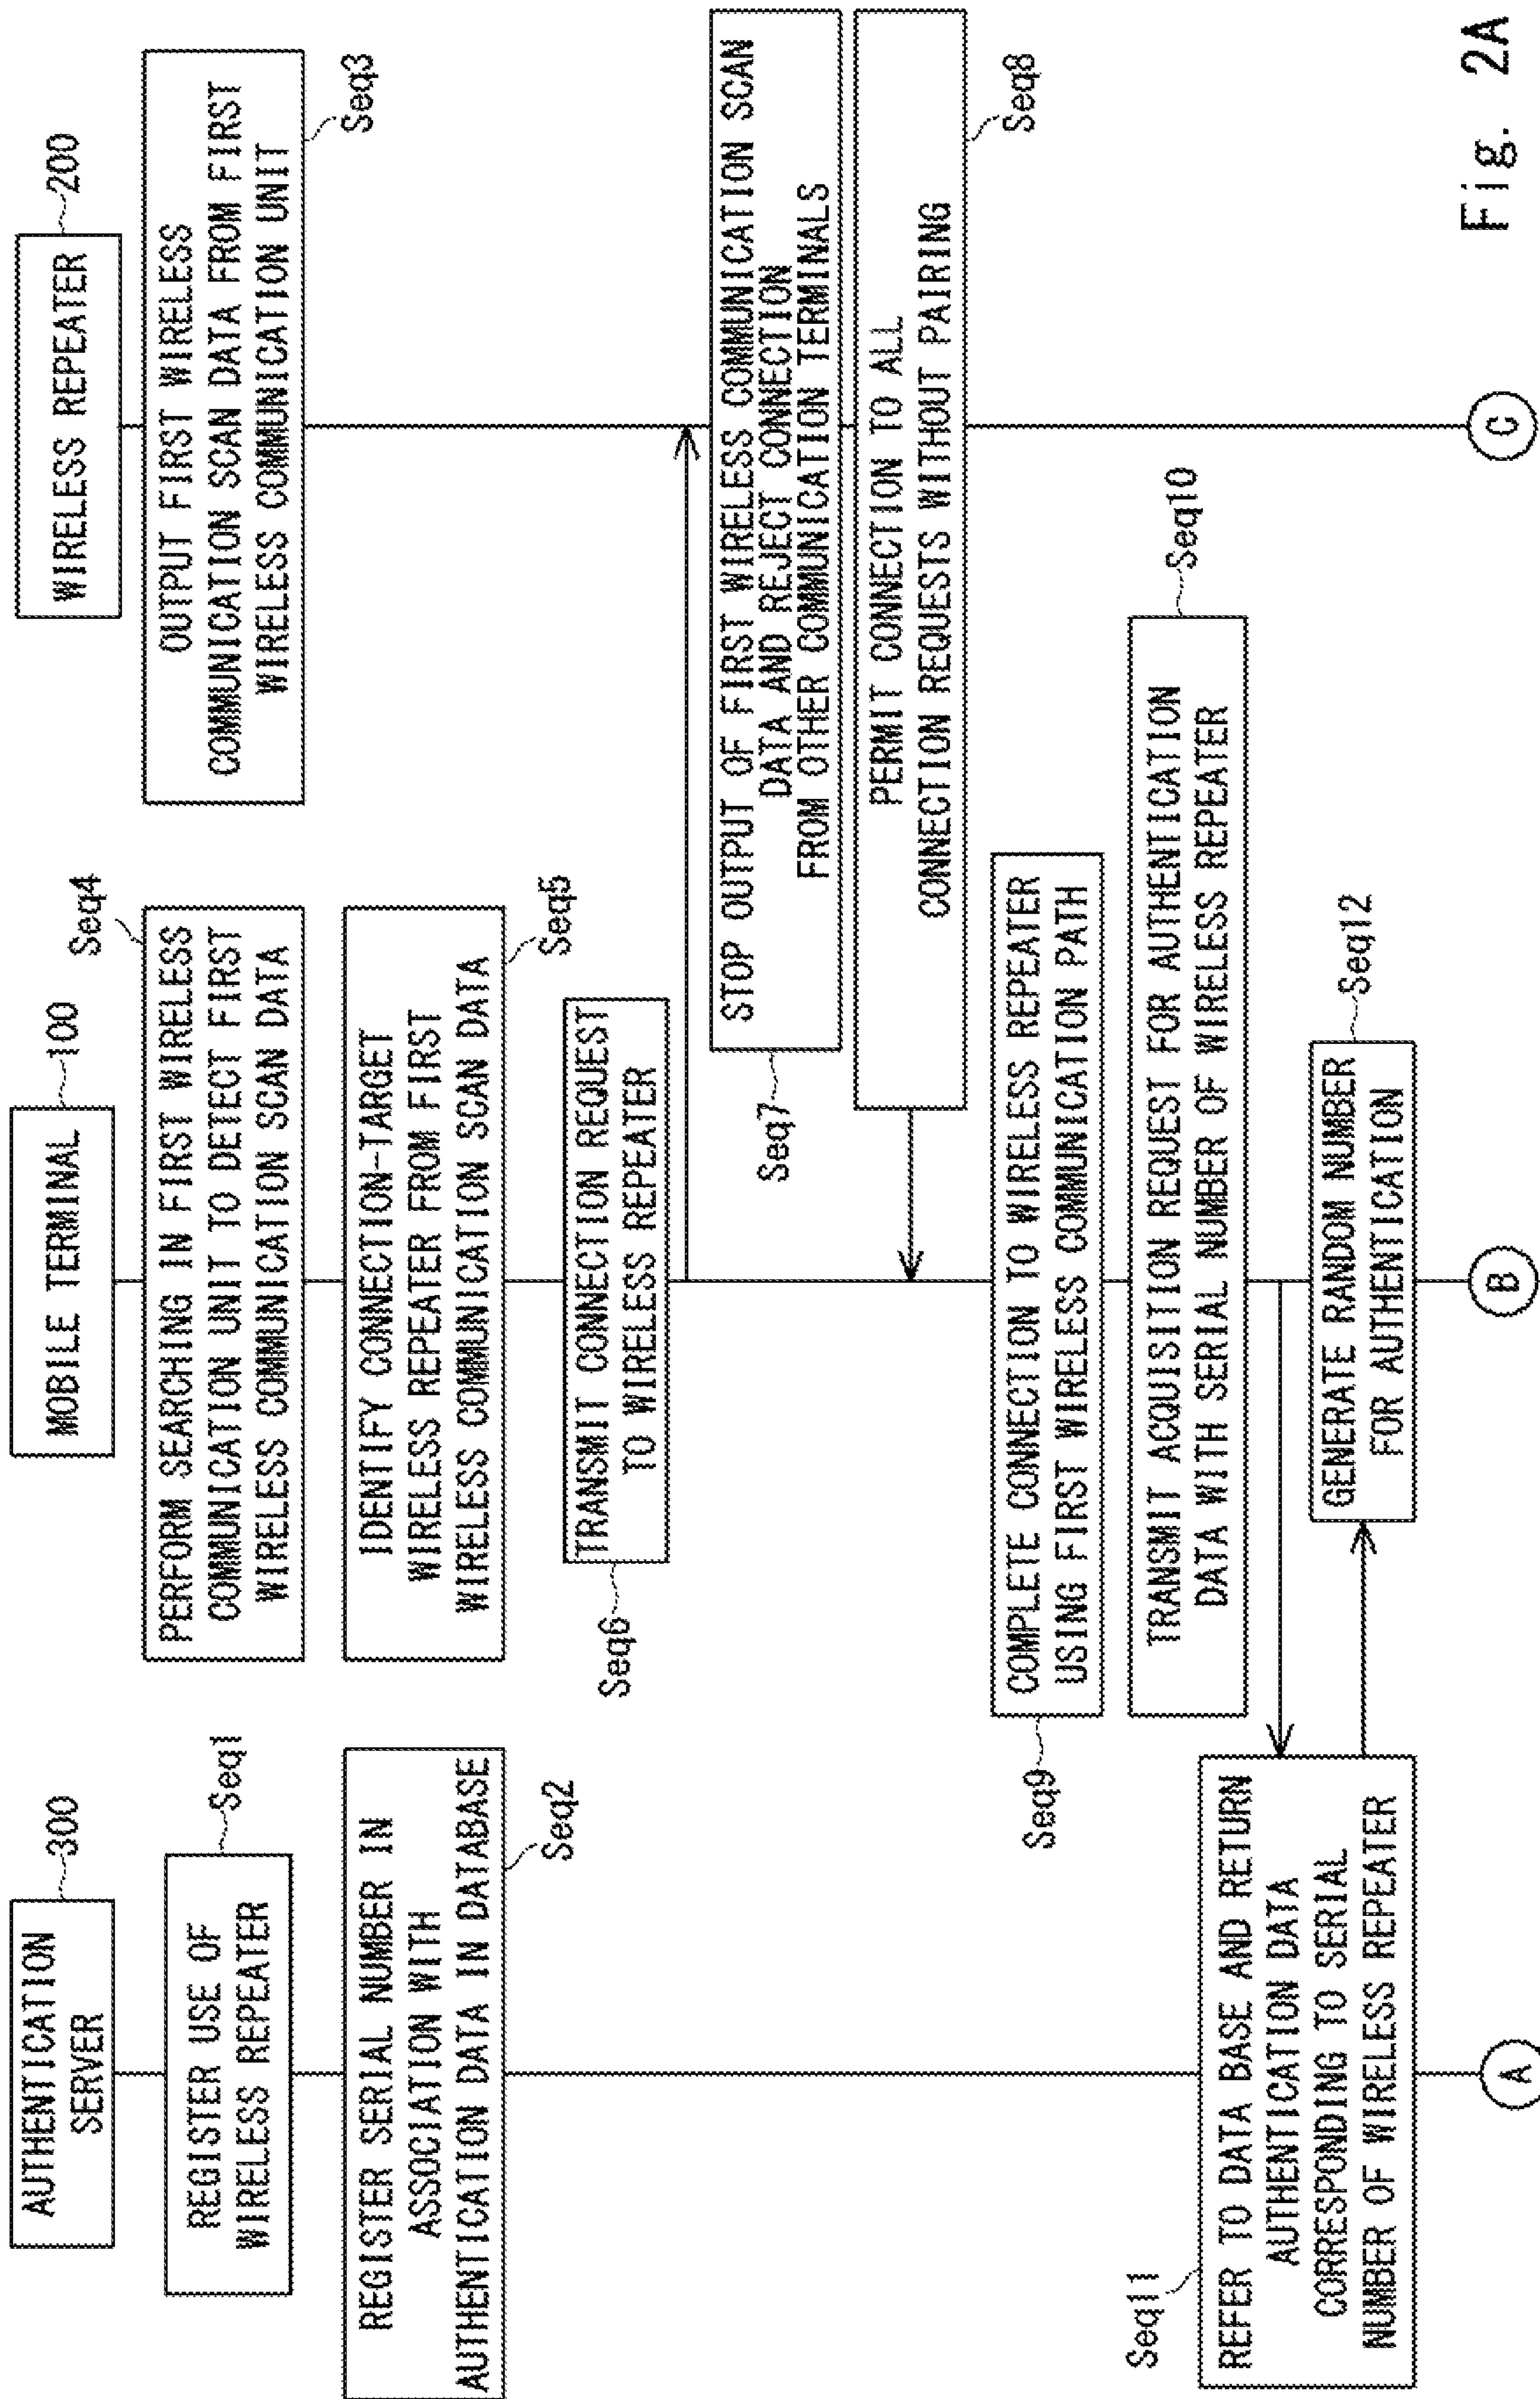 AUTHENTICATION
SERVER
300
REGISTER USE OF
WIRELESS REPEATER
Seq1
REGISTER SERIAL NUMBER IN
ASSOCIATION WITH
AUTHENTICATION DATA IN DATABASE
Seq2
MOBILE TERMINAL
100
WIRELESS REPEATER
200
OUTPUT FIRST WIRELESS
COMMUNICATION SCAN DATA FROM FIRST
WIRELESS COMMUNICATION UNIT
Seq3
Seq4
PERFORM SEARCHING IN FIRST WIRELESS
COMMUNICATION UNIT TO DETECT FIRST
WIRELESS COMMUNICATION SCAN DATA
IDENTIFY CONNECTION-TARGET
WIRELESS REPEATER FROM FIRST
WIRELESS COMMUNICATION SCAN DATA
Seq5
TRANSMIT CONNECTION REQUEST
TO WIRELESS REPEATER
Seq6
STOP OUTPUT OF FIRST WIRELESS COMMUNICATION SCAN
DATA AND REJECT CONNECTION
FROM OTHER COMMUNICATION TERMINALS
Seq7
PERMIT CONNECTION TO ALL
CONNECTION REQUESTS WITHOUT PAIRING
Seq8
COMPLETE CONNECTION TO WIRELESS REPEATER
USING FIRST WIRELESS COMMUNICATION PATH
Seq9
TRANSMIT ACQUISITION REQUEST FOR AUTHENTICATION
DATA WITH SERIAL NUMBER OF WIRELESS REPEATER
Seq10
Seq11
REFER TO DATA BASE AND RETURN
AUTHENTICATION DATA
CORRESPONDING TO SERIAL
NUMBER OF WIRELESS REPEATER
GENERATE RANDOM NUMBER
FOR AUTHENTICATION
Seq12
A
B
C
Fig. 2A